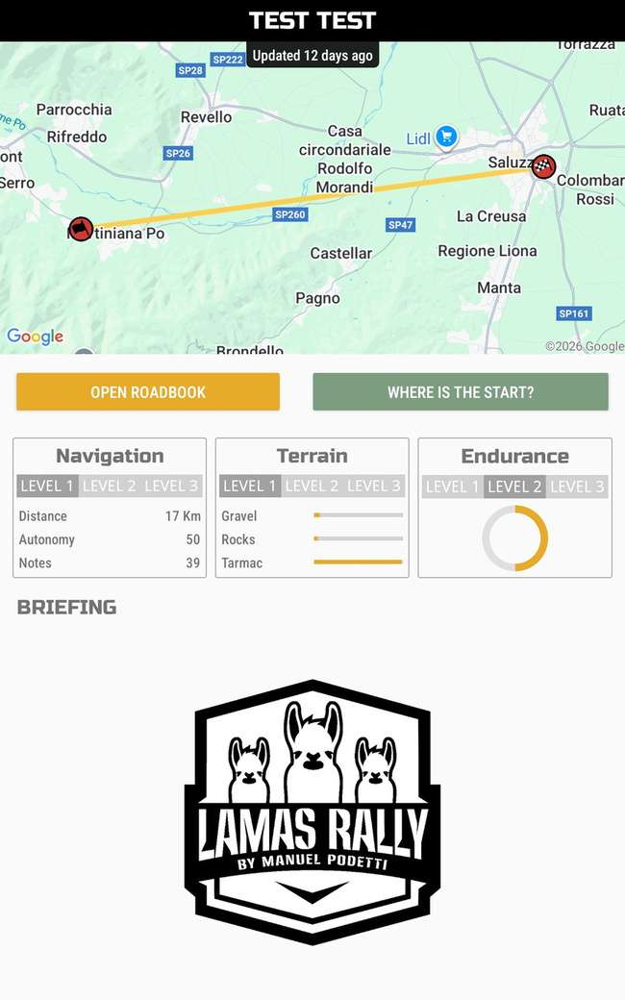 TEST TEST
Updated 12 days ago
Torrazza
SP222
SP28
Parrocchia
Revello
Ruata
Rifreddo
Casa
circondariale
Rodolfo
Morandi
Lidl
ne Po
ont
SP26
Serro
Saluzz
Colombar
Rossi
SP260
La Creusa
SP47
tiniana Po
Castellar
Regione Liona
Manta
Pagno
SP161
Google
Brondello
©2026 Google
OPEN ROADBOOK
WHERE IS THE START?
Navigation
LEVEL 1 LEVEL 2 LEVEL 3
Distance 17 Km
Autonomy 50
Notes 39
Terrain
LEVEL 1 LEVEL 2 LEVEL 3
Gravel
Rocks
Tarmac
Endurance
LEVEL 1 LEVEL 2 LEVEL 3
BRIEFING
LAMAS RALLY
BY MANUEL PODETTI